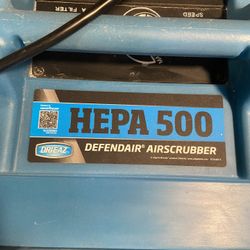 SPEED
FILTER
HEPA 500
DRIEAZ
DEFENDAIR® AIRSCRUBBER